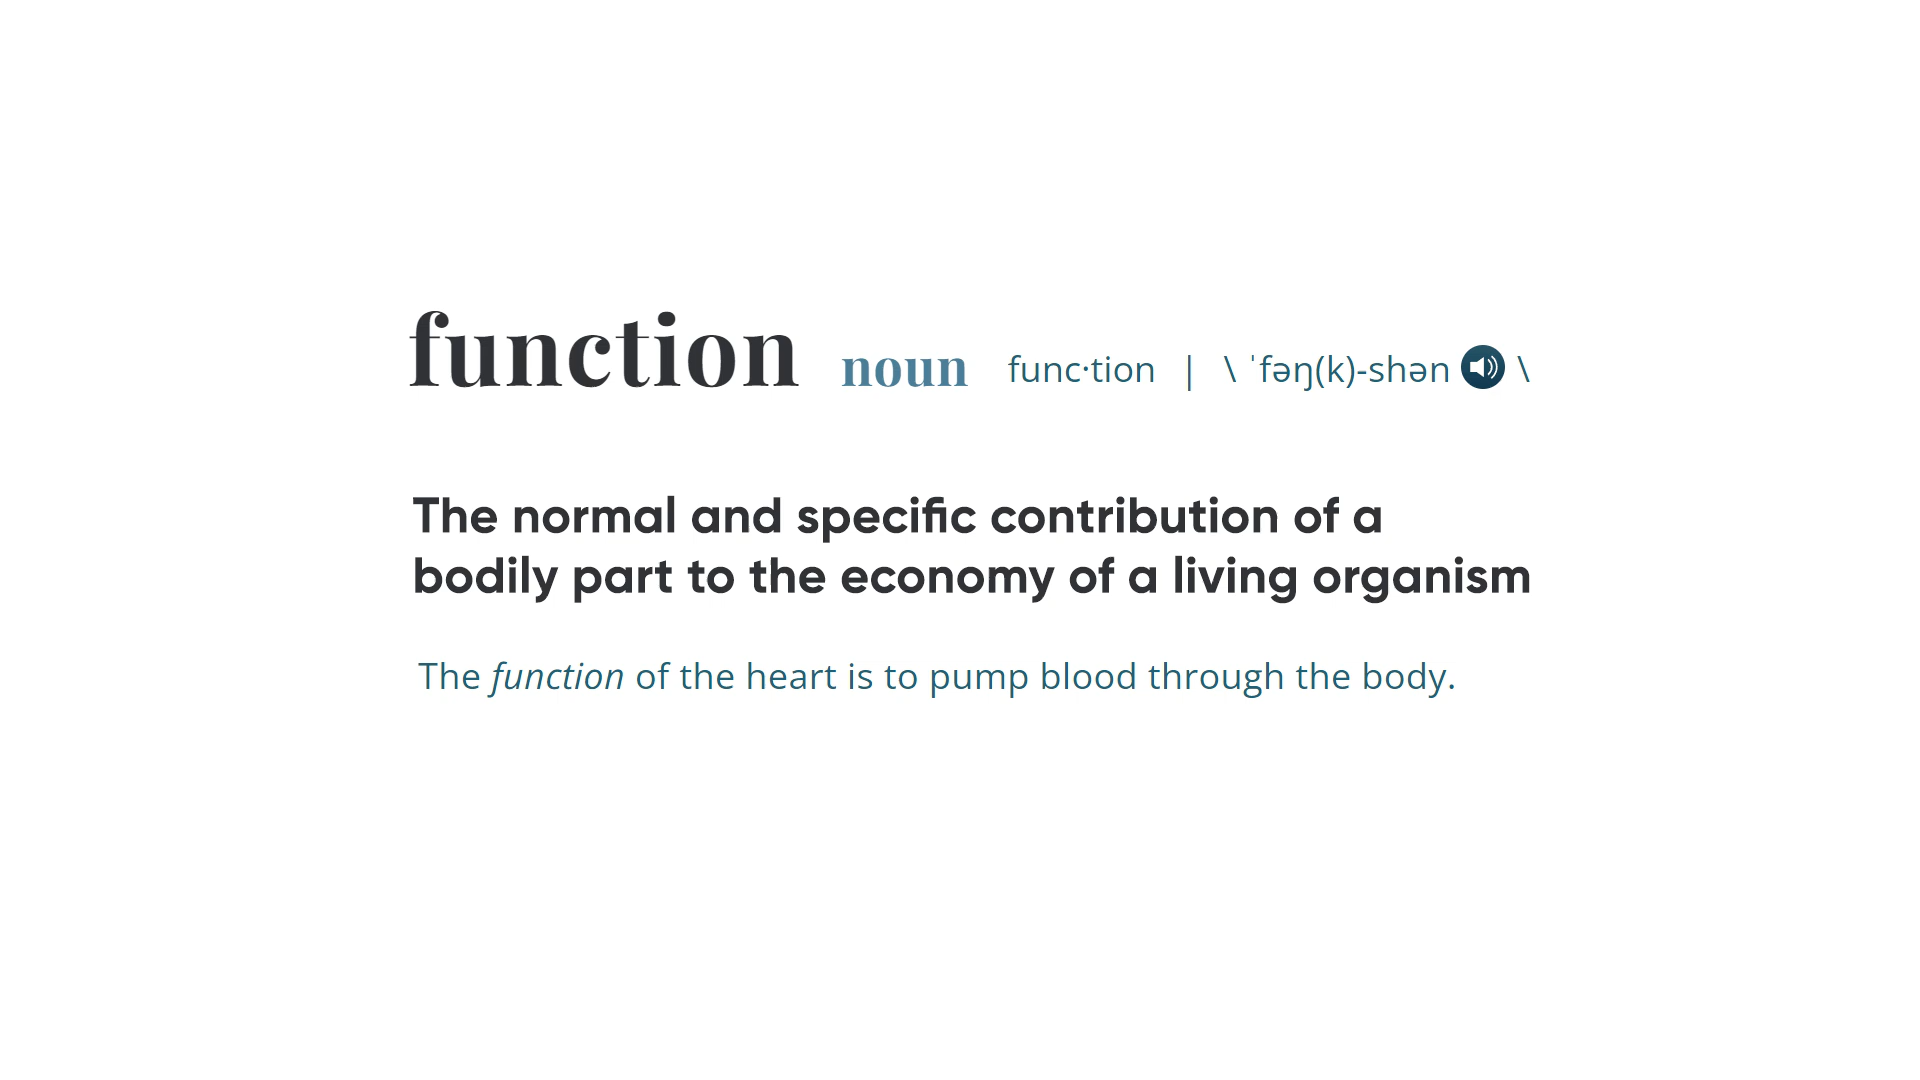 function noun func·tion | \ ˈfəŋ(k)-shən \
The normal and specific contribution of a
bodily part to the economy of a living organism
The function of the heart is to pump blood through the body.